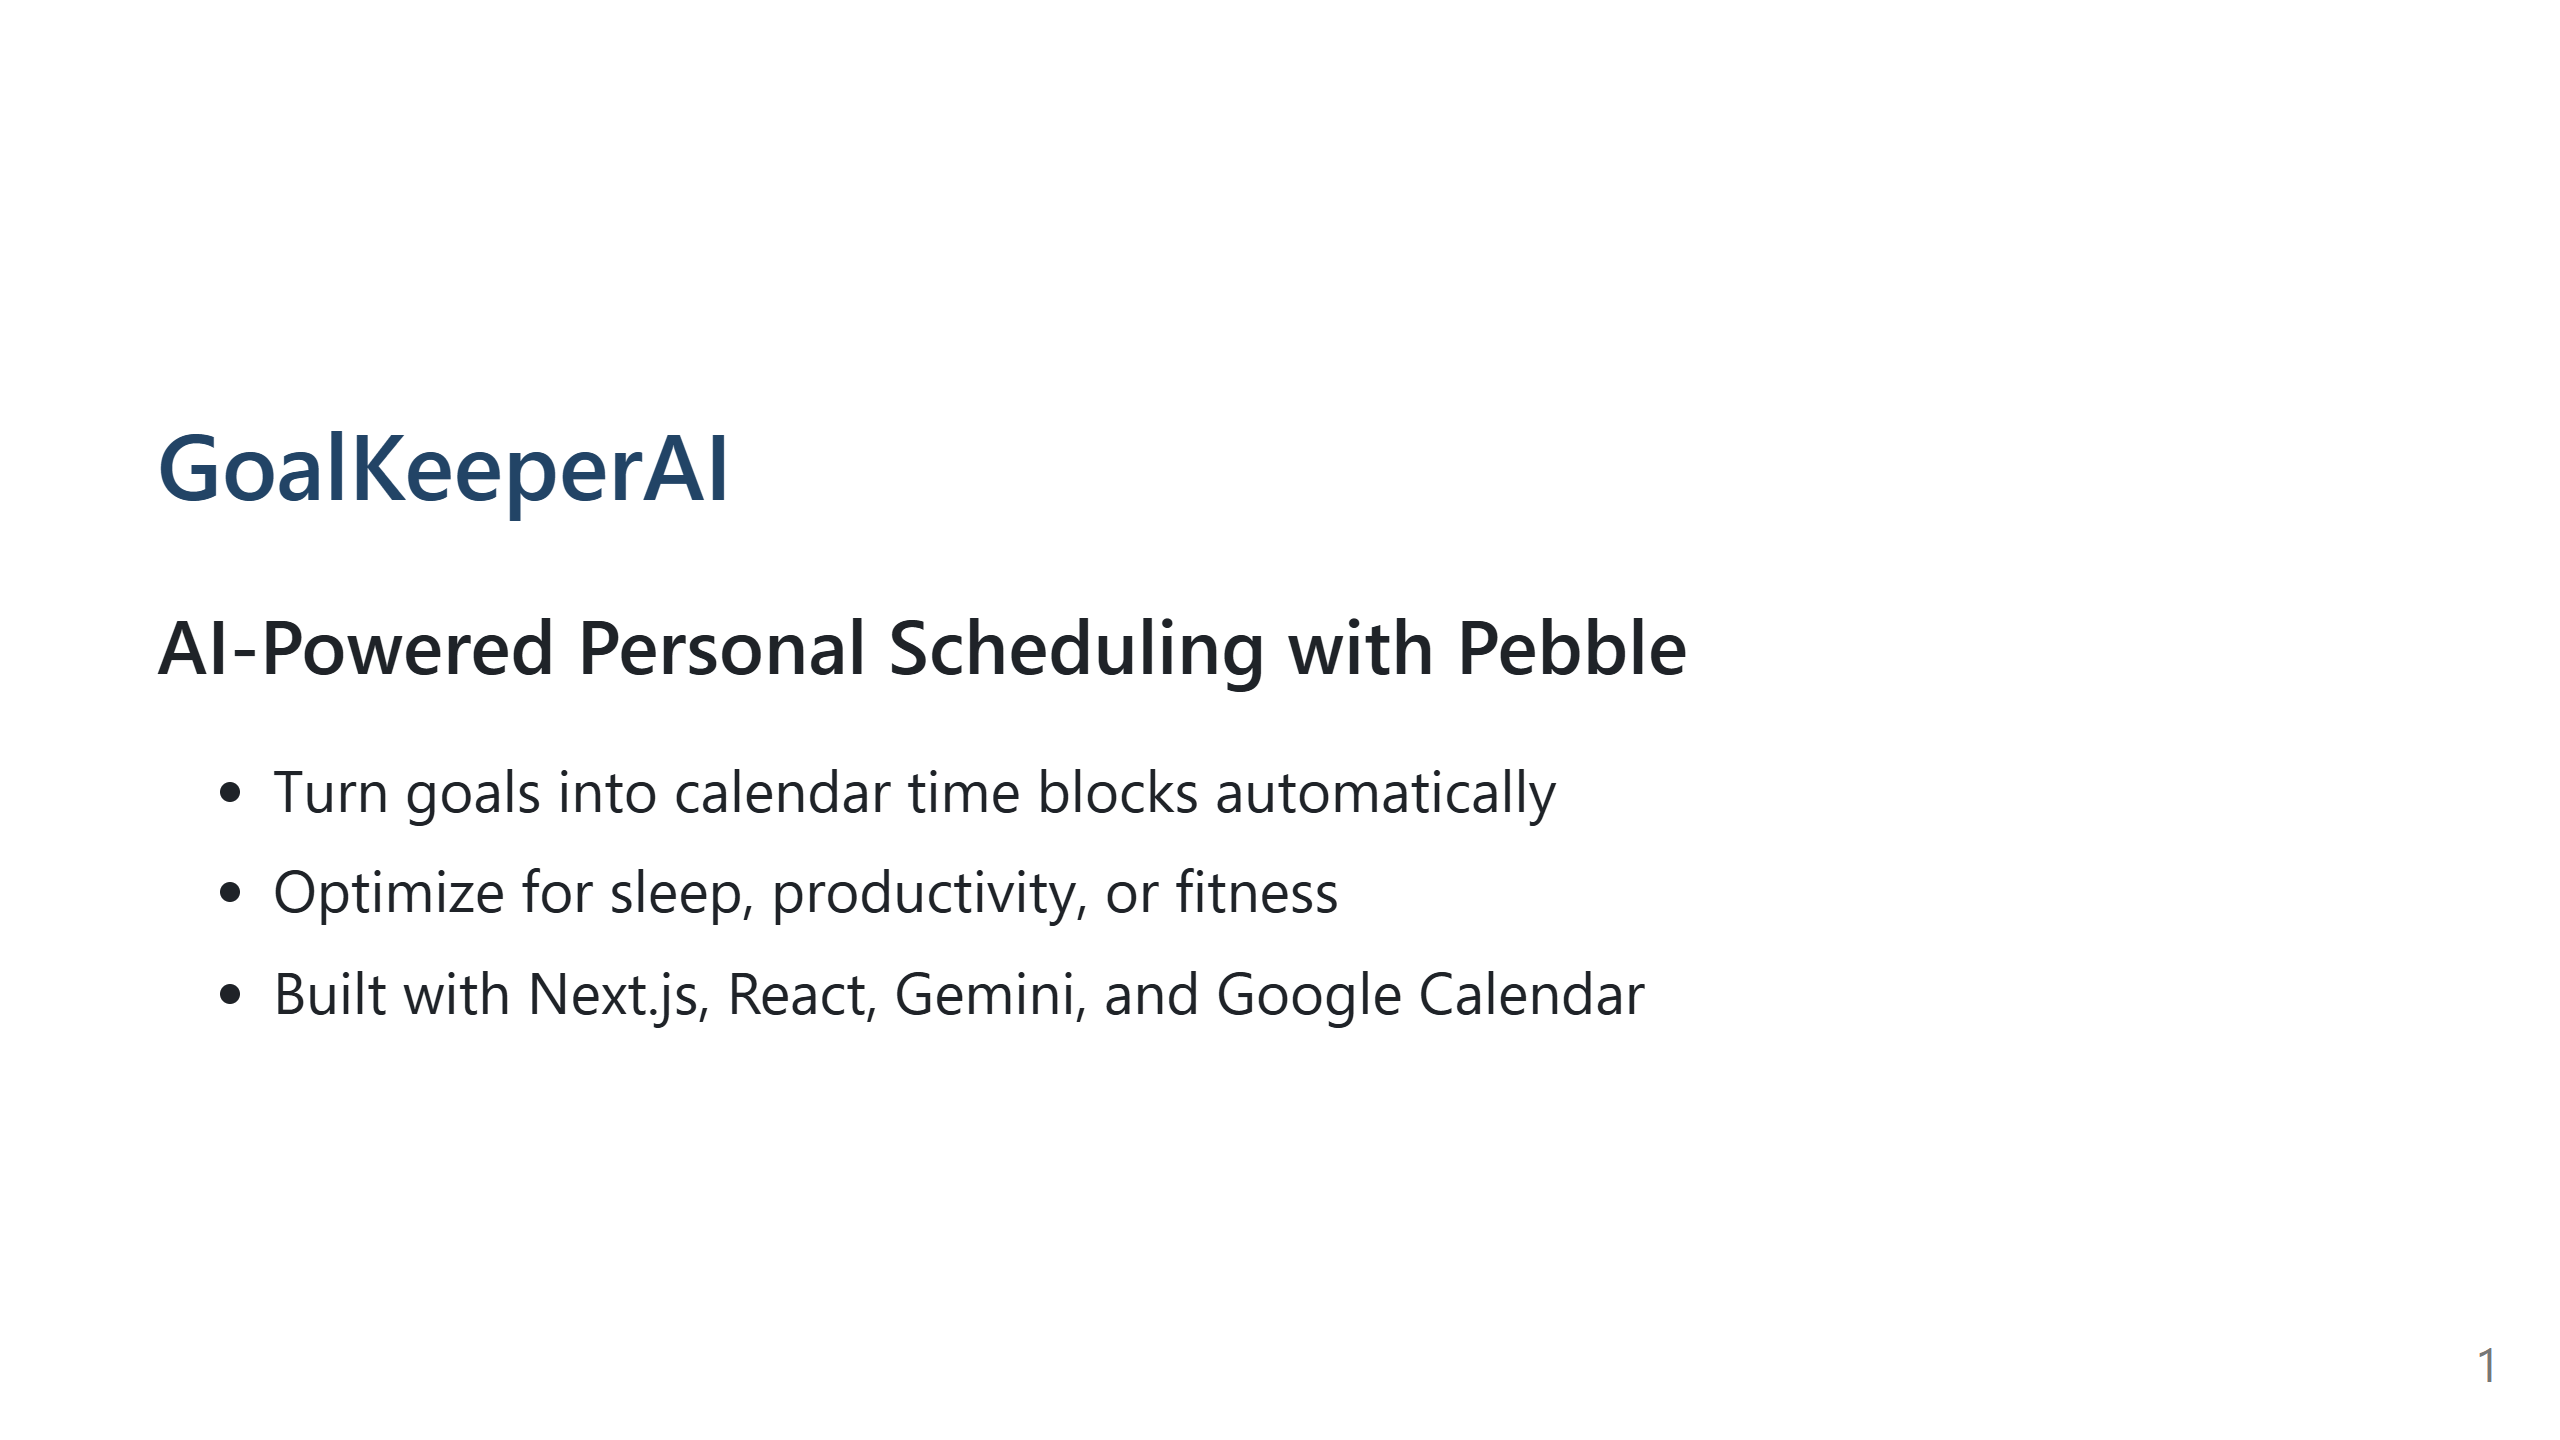 GoalKeeperAI
AI-Powered Personal Scheduling with Pebble
• Turn goals into calendar time blocks automatically
• Optimize for sleep, productivity, or fitness
• Built with Next.js, React, Gemini, and Google Calendar
1